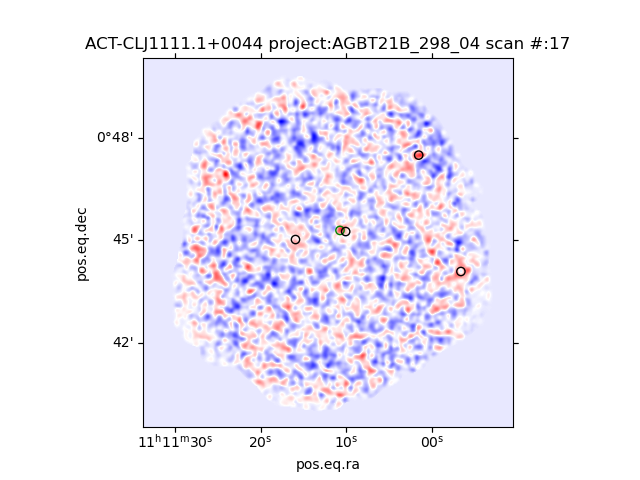 ACT-CLJ1111.1+0044 project:AGBT21B_298_04 scan #:17
0°48'
45'
42'
pos.eq.dec
11ʰ11ᵐ30ˢ 20ˢ 10ˢ 00ˢ
pos.eq.ra